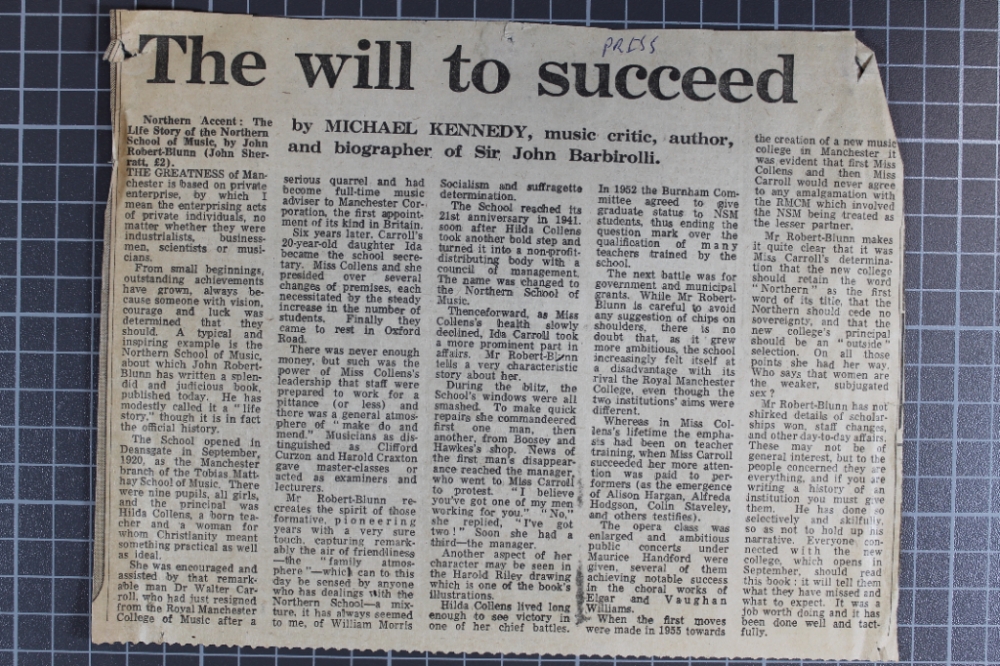 PRESS
The will to succeed
by MICHAEL KENNEDY, music critic, author,
and biographer of Sir John Barbirolli.
Northern Accent: The
Life Story of the Northern
School of Music, by John
Robert-Blunn (John Sher-
ratt, £2).
THE GREATNESS of Man-
chester is based on private
enterprise, by which I
mean the enterprising acts
of private individuals, no
matter whether they were
industrialists, business-
men, scientists or musi-
cians.
From small beginnings,
outstanding achievements
have grown, always be-
cause someone with vision,
courage and luck was
determined that they
should. A typical and
inspiring example is the
Northern School of Music,
about which John Robert-
Blunn has written a splen-
did and judicious book,
published today. He has
modestly called it a "life
story," though it is in fact
the official history.
The School opened in
Deansgate in September,
1920, as the Manchester
branch of the Tobias Matt-
hay School of Music. There
were nine pupils, all girls,
and the principal was
Hilda Collens, a born tea-
cher and a woman for
whom Christianity meant
something practical as well
as ideal.
She was encouraged and
assisted by that remark-
able man Dr Walter Car-
roll, who had just resigned
from the Royal Manchester
College of Music after a
serious quarrel and had
become full-time music
adviser to Manchester Cor-
poration, the first appoint-
ment of its kind in Britain.
Six years later, Carroll's
20-year-old daughter Ida
became the school secre-
tary. Miss Collens and she
presided over several
changes of premises, each
necessitated by the steady
increase in the number of
students. Finally they
came to rest in Oxford
Road.
There was never enough
money, but such was the
power of Miss Collens's
leadership that staff were
prepared to work for a
pittance (or less) and
there was a general atmos-
phere of "make do and
mend." Musicians as dis-
tinguished as Clifford
Curzon and Harold Craxton
gave master-classes or
acted as examiners and
lecturers.
Mr Robert-Blunn re-
creates the spirit of those
formative, pioneering
years with a very sure
touch, capturing remark-
ably the air of friendliness
—the "family atmos-
phere"—which can to this
day be sensed by anyone
who has dealings with the
Northern School—a mix-
ture, it has always seemed
to me, of William Morris
Socialism and suffragette
determination.
The School reached its
21st anniversary in 1941,
soon after Hilda Collens
took another bold step and
turned it into a non-profit-
distributing body with a
council of management.
The name was changed to
the Northern School of
Music.
Thenceforward, as Miss
Collens's health slowly
declined, Ida Carroll took
a more prominent part in
affairs. Mr Robert-Blunn
tells a very characteristic
story about her.
During the blitz, the
School's windows were all
smashed. To make quick
repairs she commandeered
first one man, then
another, from Boosey and
Hawkes's shop. News of
the first man's disappear-
ance reached the manager,
who went to Miss Carroll
to protest. "I believe
you've got one of my men
working for you." "No,"
she replied, "I've got
two!" Soon she had a
third—the manager.
Another aspect of her
character may be seen in
the Harold Riley drawing
which is one of the book's
illustrations.
Hilda Collens lived long
enough to see victory in
one of her chief battles.
In 1952 the Burnham Com-
mittee agreed to give
graduate status to NSM
students, thus ending the
question mark over the
qualification of many
teachers trained by the
school.
The next battle was for
government and municipal
grants. While Mr Robert-
Blunn is careful to avoid
any suggestion of chips on
shoulders, there is no
doubt that, as it grew
more ambitious, the school
increasingly felt itself at
a disadvantage with its
rival the Royal Manchester
College, even though the
two institutions' aims were
different.
Whereas in Miss Col-
lens's lifetime the empha-
sis had been on teacher
training, when Miss Carroll
succeeded her more atten-
tion was paid to per-
formers (as the emergence
of Alison Hargan, Alfreda
Hodgson, Colin Staveley,
and others testifies).
The opera class was
enlarged and ambitious
public concerts under
Maurice Handford were
given, several of them
achieving notable success
in the choral works of
Elgar and Vaughan
Williams.
When the first moves
were made in 1955 towards
the creation of a new music
college in Manchester it
was evident that first Miss
Collens and then Miss
Carroll would never agree
to any amalgamation with
the RMCM which involved
the NSM being treated as
the lesser partner.
Mr Robert-Blunn makes
it quite clear that it was
Miss Carroll's determina-
tion that the new college
should retain the word
"Northern" as the first
word of its title, that the
Northern should cede no
sovereignty, and that the
new college's principal
should be an "outside"
selection. On all those
points she had her way.
Who says that women are
the weaker, subjugated
sex?
Mr Robert-Blunn has not
shirked details of scholar-
ships won, staff changes,
and other day-to-day affairs.
These may not be of
general interest, but to the
people concerned they are
everything, and if you are
writing a history of an
institution you must give
them. He has done so
selectively and skilfully,
so as not to hold up his
narrative. Everyone con-
nected with the new
college, which opens in
September, should read
this book: it will tell them
what they have missed and
what to expect. It was a
job worth doing and it has
been done well and tact-
fully.